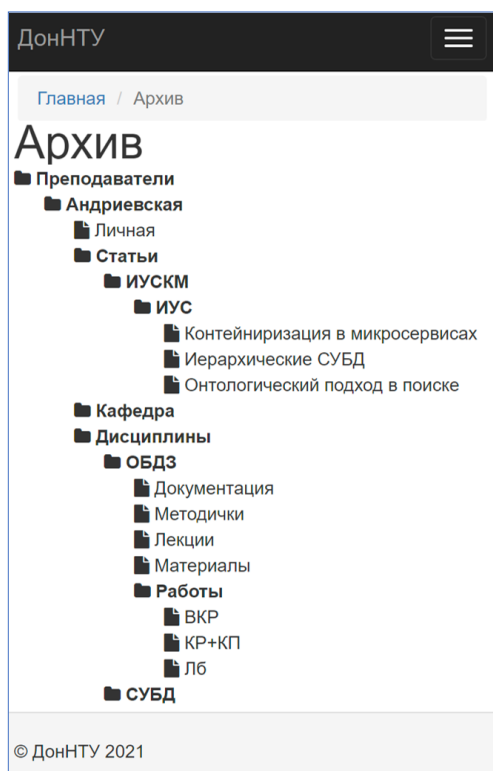 ДонНТУ
Главная / Архив
Архив
Преподаватели
Андриевская
Личная
Статьи
ИУСКМ
ИУС
Контейниризация в микросервисах
Иерархические СУБД
Онтологический подход в поиске
Кафедра
Дисциплины
ОБДЗ
Документация
Методички
Лекции
Материалы
Работы
ВКР
КР+КП
Лб
СУБД
© ДонНТУ 2021